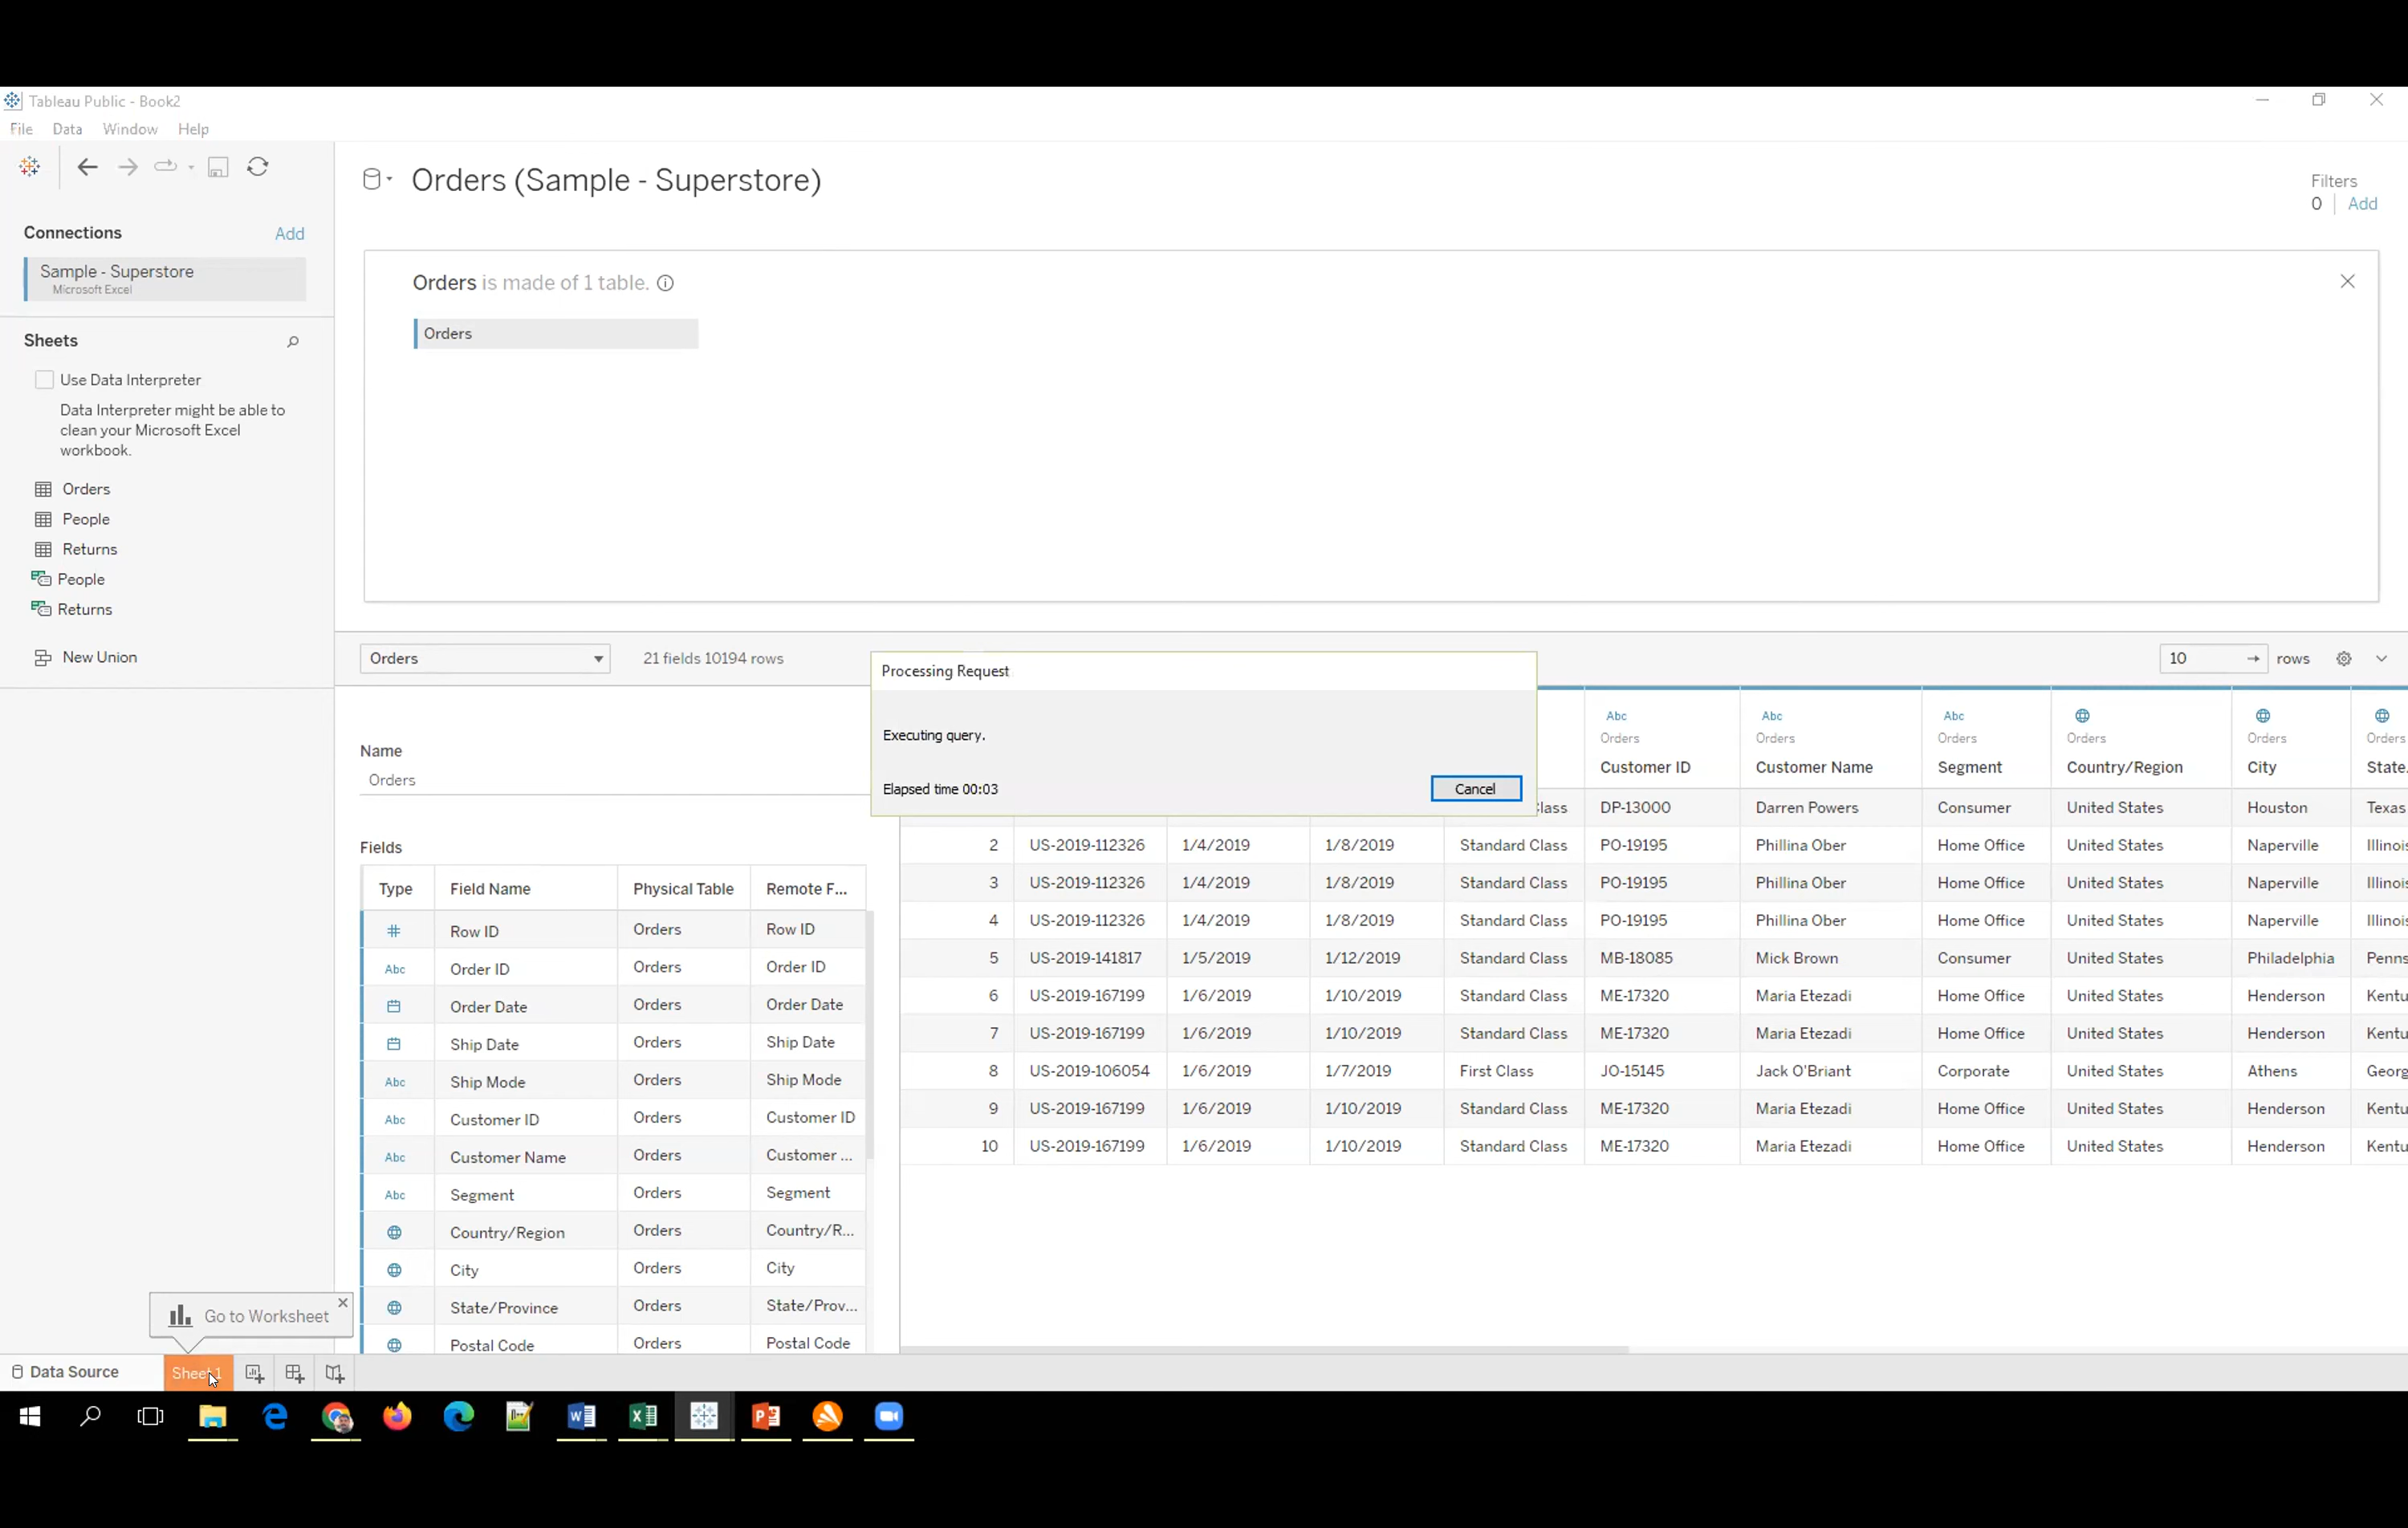 Tableau Public - Book2
File Data Window Help
Connections Add
Sample - Superstore
Microsoft Excel
Sheets
Use Data Interpreter
Data Interpreter might be able to
clean your Microsoft Excel
workbook.
Orders
People
Returns
People
Returns
New Union
Orders (Sample - Superstore)
Filters
0 Add
Orders is made of 1 table.
Orders
Orders 21 fields 10194 rows
10 rows
Processing Request
Executing query.
Elapsed time 00:03 Cancel
Name
Orders
Fields
Type Field Name Physical Table Remote F...
# Row ID Orders Row ID
Abc Order ID Orders Order ID
Order Date Orders Order Date
Ship Date Orders Ship Date
Abc Ship Mode Orders Ship Mode
Abc Customer ID Orders Customer ID
Abc Customer Name Orders Customer ...
Abc Segment Orders Segment
Country/Region Orders Country/R...
City Orders City
State/Province Orders State/Prov...
Postal Code Orders Postal Code
Abc Abc Abc
Orders Orders Orders Orders Orders Orders
Customer ID Customer Name Segment Country/Region City State
lass DP-13000 Darren Powers Consumer United States Houston Texas
2 US-2019-112326 1/4/2019 1/8/2019 Standard Class PO-19195 Phillina Ober Home Office United States Naperville Illinois
3 US-2019-112326 1/4/2019 1/8/2019 Standard Class PO-19195 Phillina Ober Home Office United States Naperville Illinois
4 US-2019-112326 1/4/2019 1/8/2019 Standard Class PO-19195 Phillina Ober Home Office United States Naperville Illinois
5 US-2019-141817 1/5/2019 1/12/2019 Standard Class MB-18085 Mick Brown Consumer United States Philadelphia Penns
6 US-2019-167199 1/6/2019 1/10/2019 Standard Class ME-17320 Maria Etezadi Home Office United States Henderson Kentu
7 US-2019-167199 1/6/2019 1/10/2019 Standard Class ME-17320 Maria Etezadi Home Office United States Henderson Kentu
8 US-2019-106054 1/6/2019 1/7/2019 First Class JO-15145 Jack O'Briant Corporate United States Athens Georg
9 US-2019-167199 1/6/2019 1/10/2019 Standard Class ME-17320 Maria Etezadi Home Office United States Henderson Kentu
10 US-2019-167199 1/6/2019 1/10/2019 Standard Class ME-17320 Maria Etezadi Home Office United States Henderson Kentu
Go to Worksheet
Data Source Sheet 1